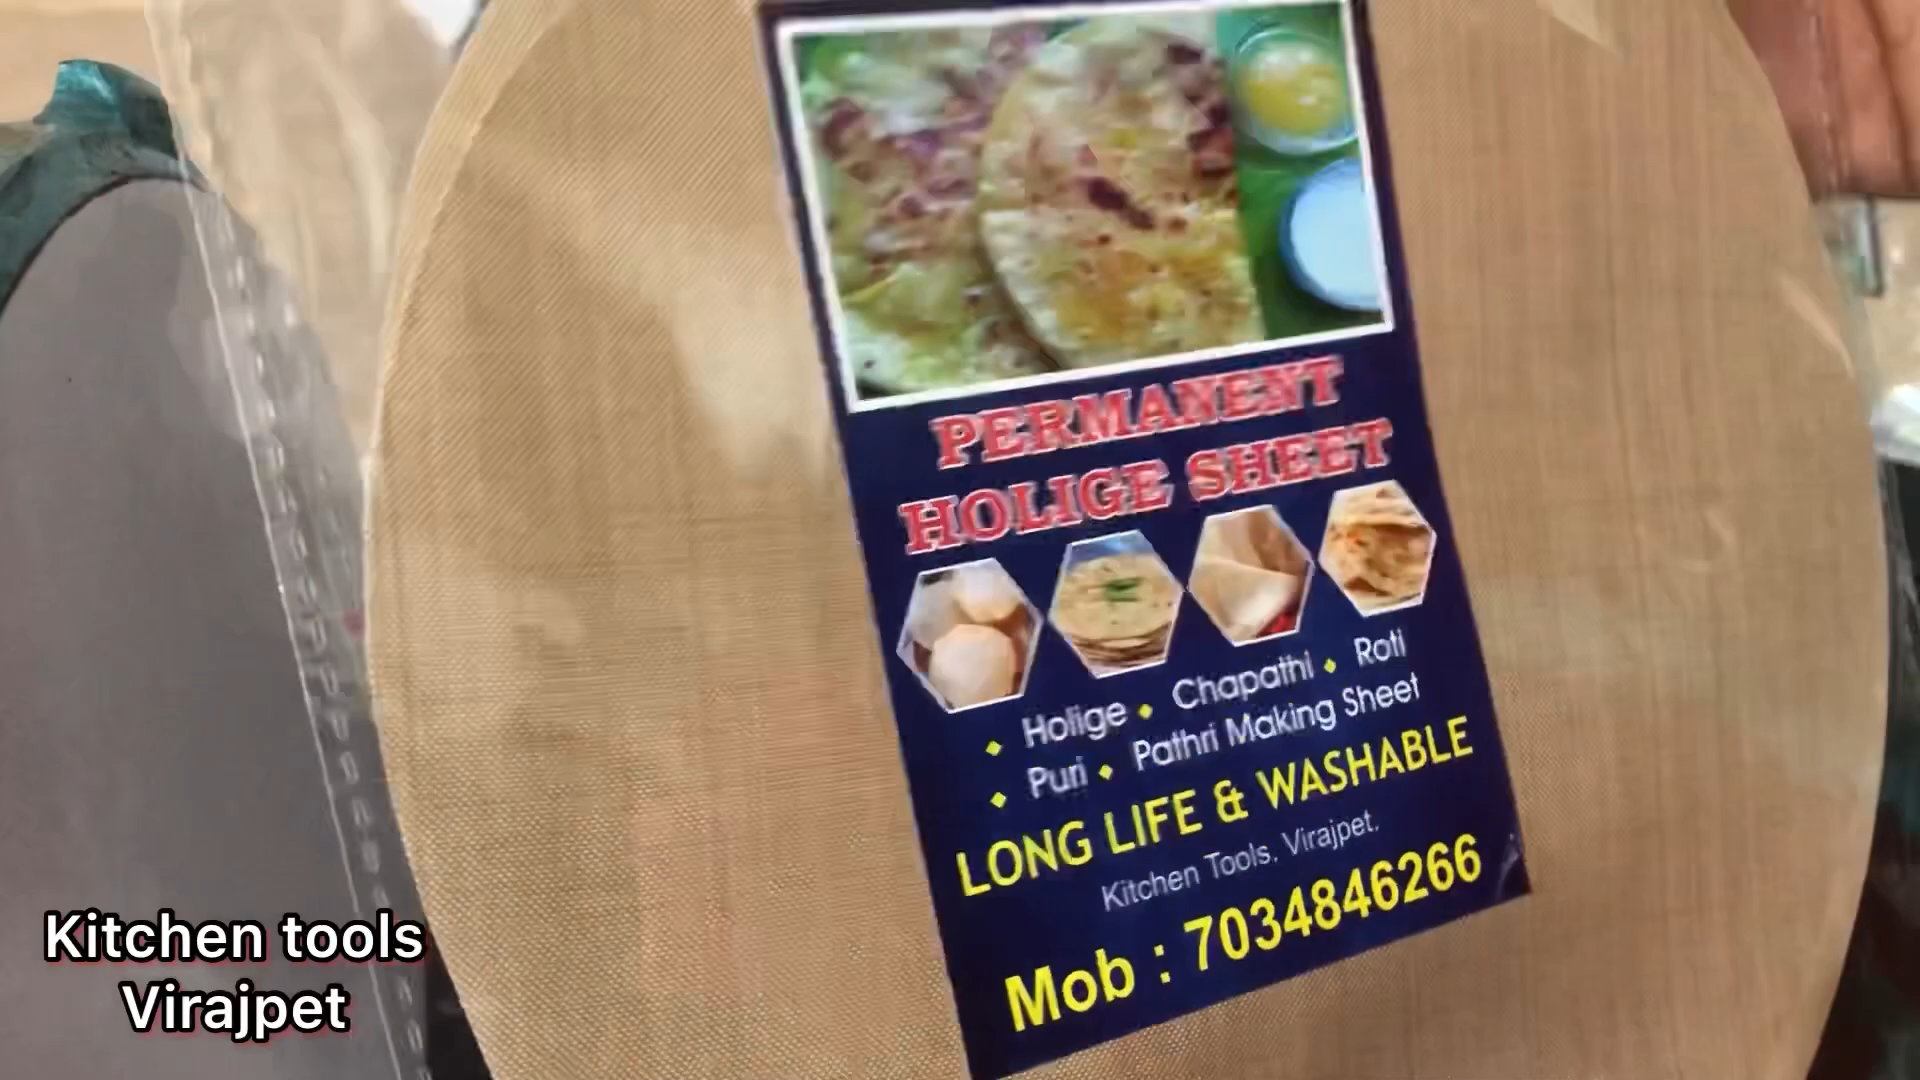 PERMANENT
HOLIGE SHEET
Holige • Chapathi • Roti
Puri • Pathri Making Sheet
LONG LIFE & WASHABLE
Kitchen Tools, Virajpet.
Mob : 7034846266
Kitchen tools
Virajpet